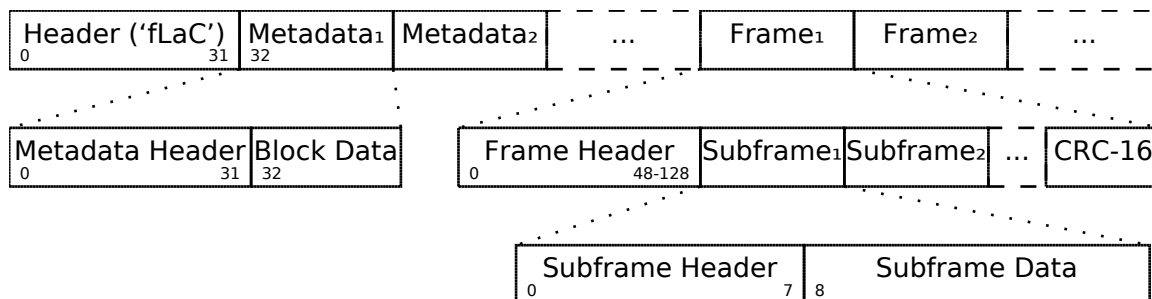 Header (‘fLaC’) Metadata₁ Metadata₂ ... Frame₁ Frame₂ ...
0 31 32
Metadata Header Block Data Frame Header Subframe₁ Subframe₂ ... CRC-16
0 31 32 0 48-128
Subframe Header Subframe Data
0 7 8